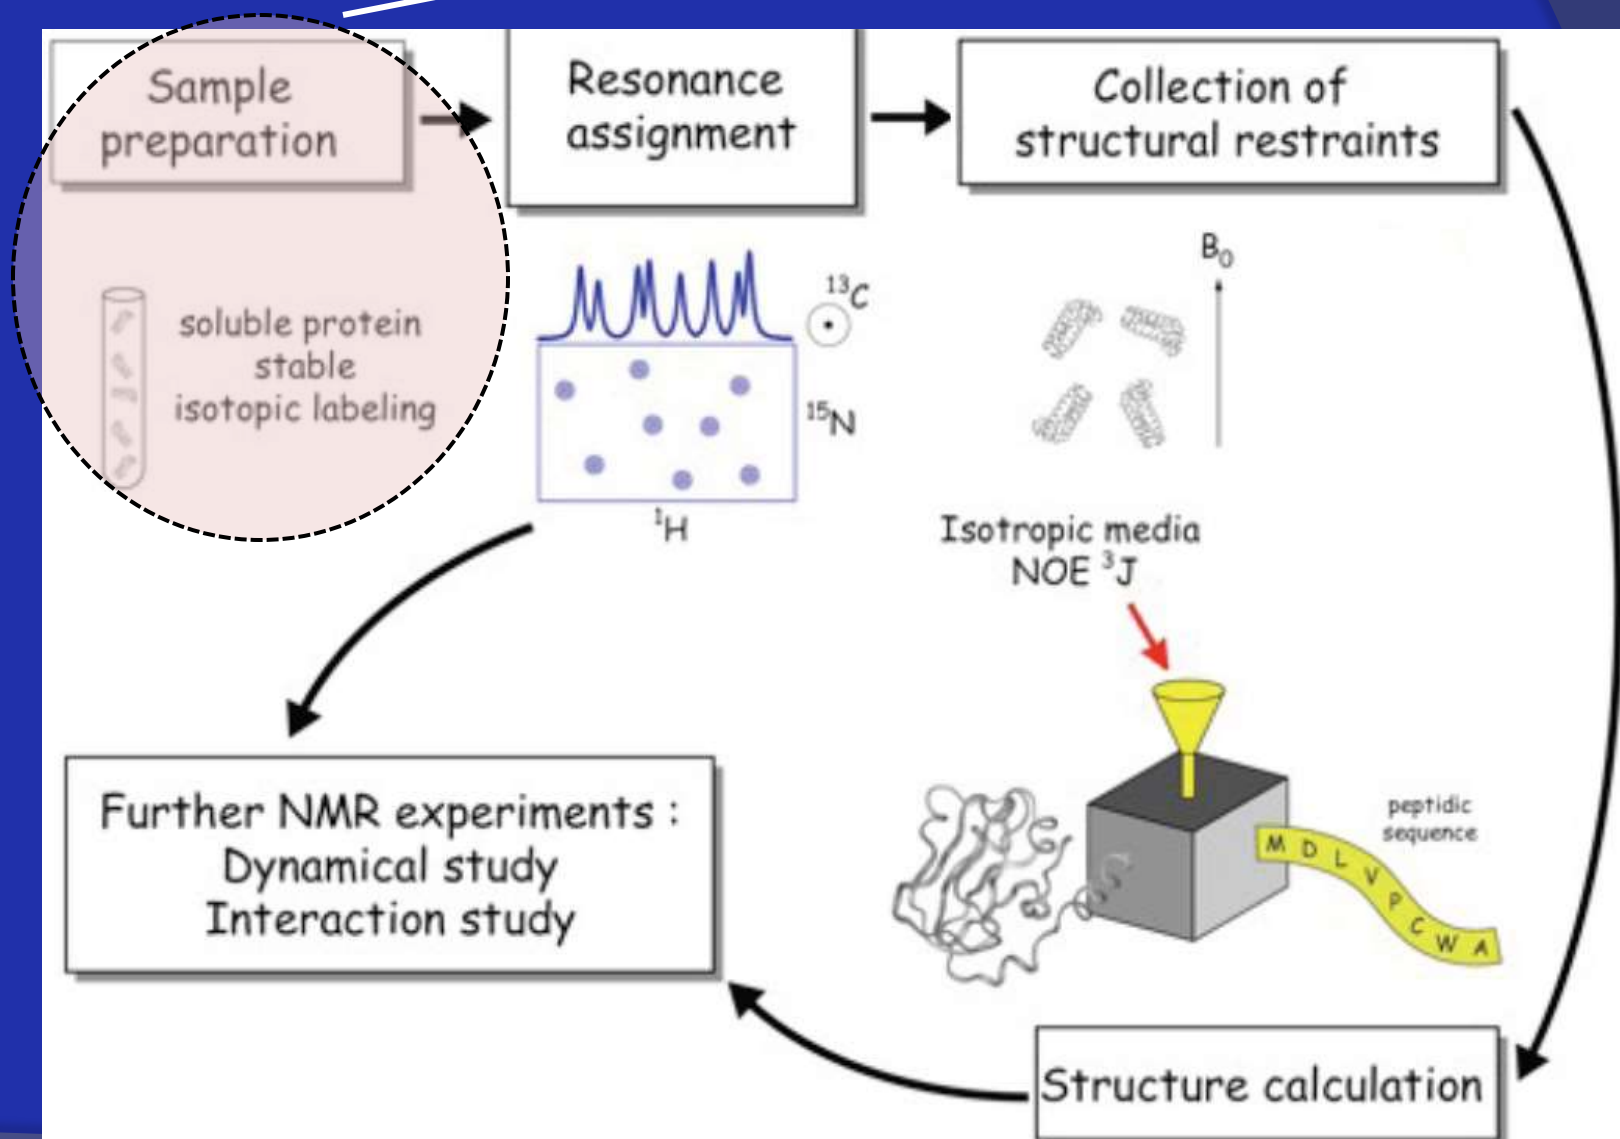 Sample
preparation
Resonance
assignment
Collection of
structural restraints
soluble protein
stable
isotopic labeling
¹³C
¹⁵N
¹H
B₀
Isotropic media
NOE ³J
peptidic
sequence
M D L V P C W A
Further NMR experiments :
Dynamical study
Interaction study
Structure calculation